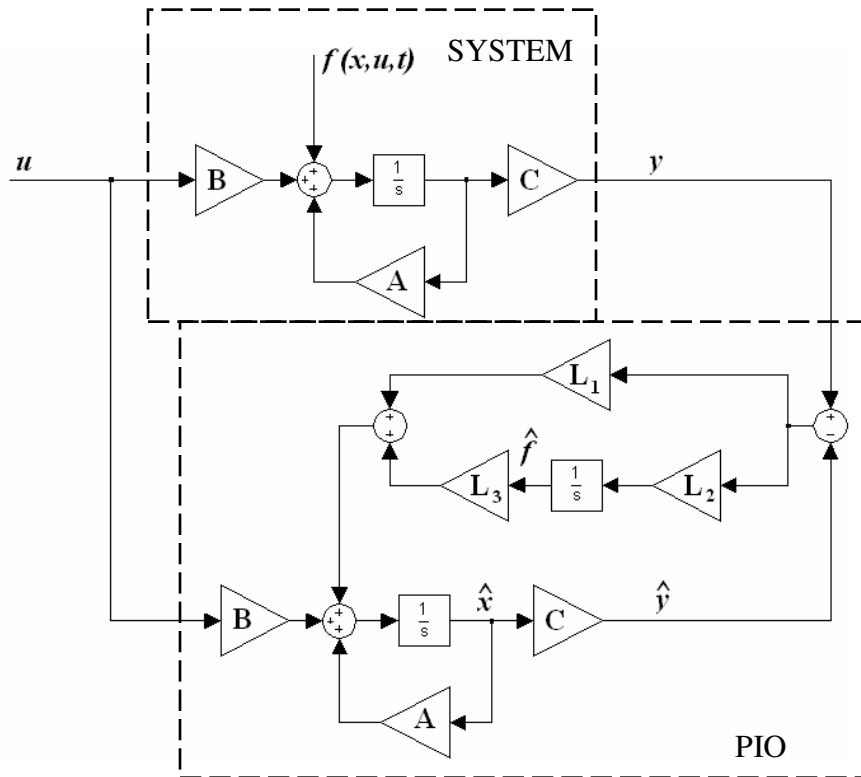 SYSTEM
f(x,u,t)
u
B
+
+
+
1
s
C
y
A
L1
+
+
f̂
L3
1
s
L2
+
−
B
+
+
+
1
s
x̂
C
ŷ
A
PIO